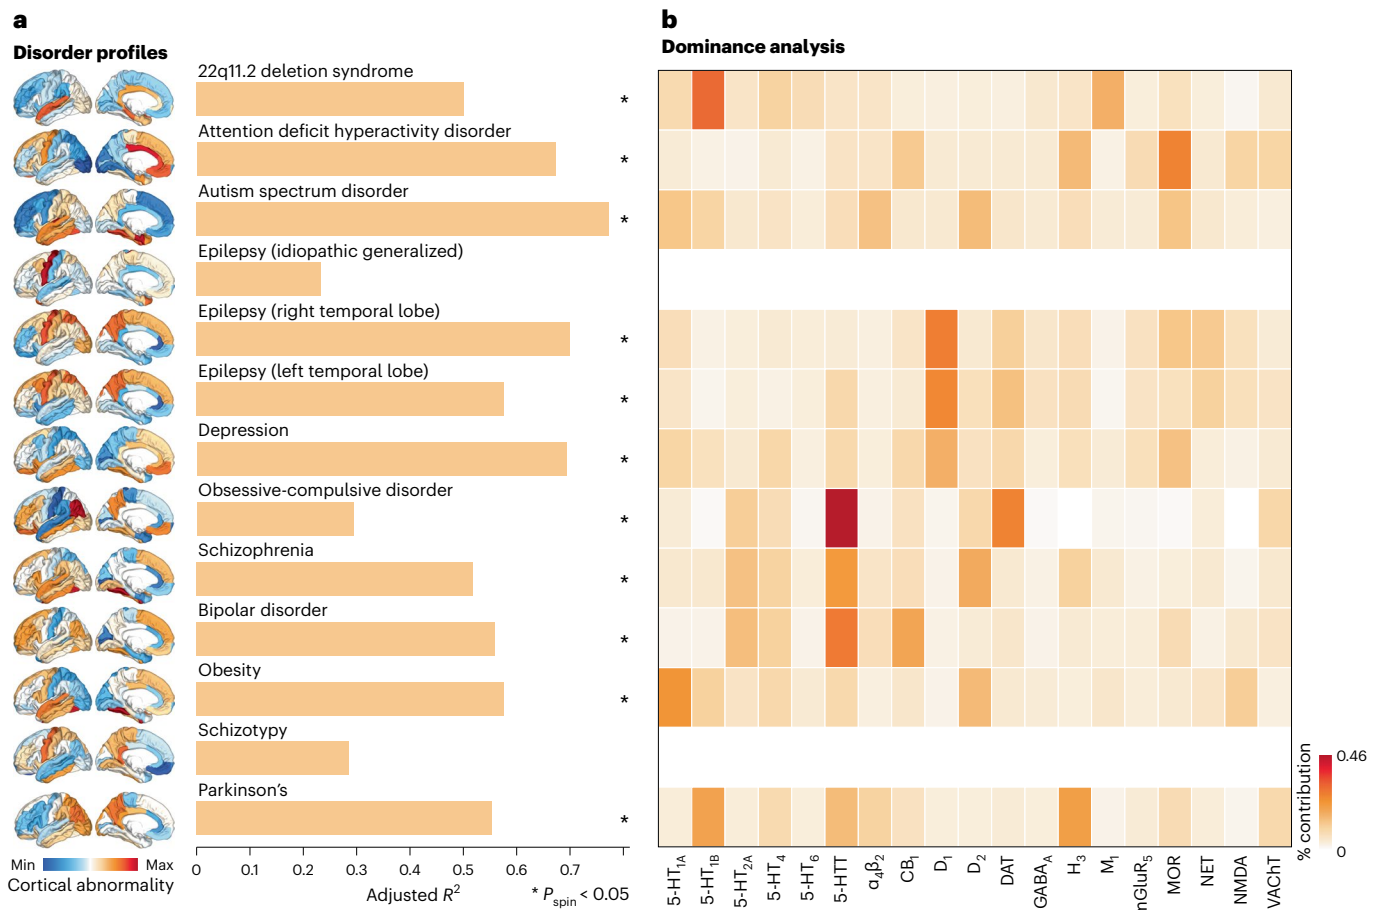 a
Disorder profiles
22q11.2 deletion syndrome
*
Attention deficit hyperactivity disorder
*
Autism spectrum disorder
*
Epilepsy (idiopathic generalized)
Epilepsy (right temporal lobe)
*
Epilepsy (left temporal lobe)
*
Depression
*
Obsessive-compulsive disorder
*
Schizophrenia
*
Bipolar disorder
*
Obesity
*
Schizotypy
Parkinson's
*
Min Max
Cortical abnormality
0 0.1 0.2 0.3 0.4 0.5 0.6 0.7
Adjusted R²
* Pspin < 0.05
b
Dominance analysis
5-HT1A 5-HT1B 5-HT2A 5-HT4 5-HT6 5-HTT α4β2 CB1 D1 D2 DAT GABAA H3 M1 mGluR5 MOR NET NMDA VAChT
% contribution
0.46
0